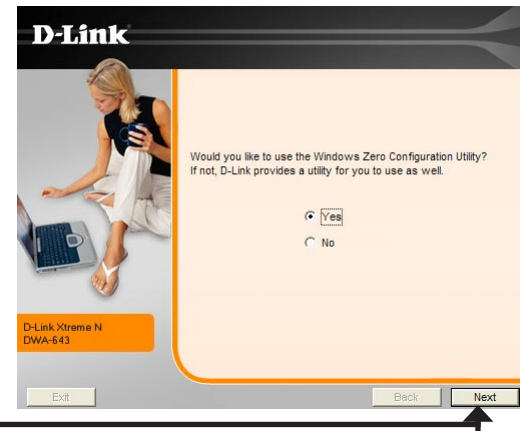 D-Link
Would you like to use the Windows Zero Configuration Utility?
If not, D-Link provides a utility for you to use as well.
Yes
No
D-Link Xtreme N
DWA-643
Exit
Back
Next